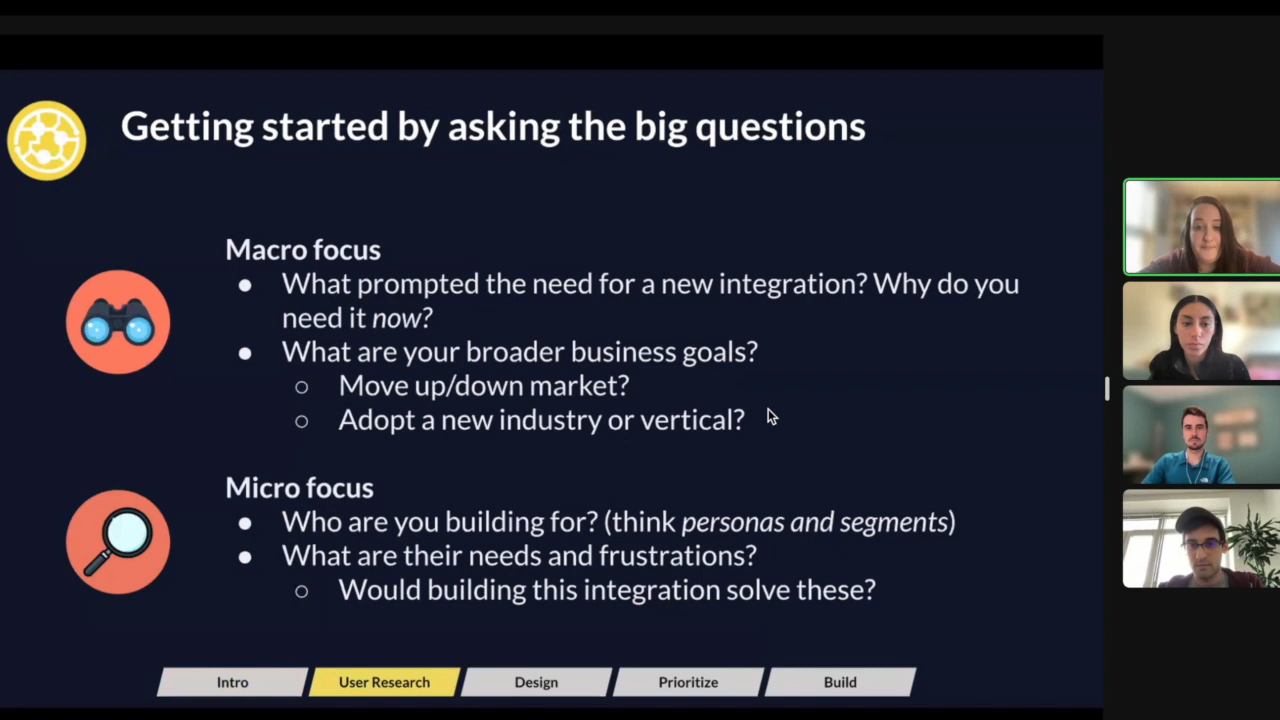 Getting started by asking the big questions
Macro focus
● What prompted the need for a new integration? Why do you
need it now?
● What are your broader business goals?
○ Move up/down market?
○ Adopt a new industry or vertical?
Micro focus
● Who are you building for? (think personas and segments)
● What are their needs and frustrations?
○ Would building this integration solve these?
Intro
User Research
Design
Prioritize
Build